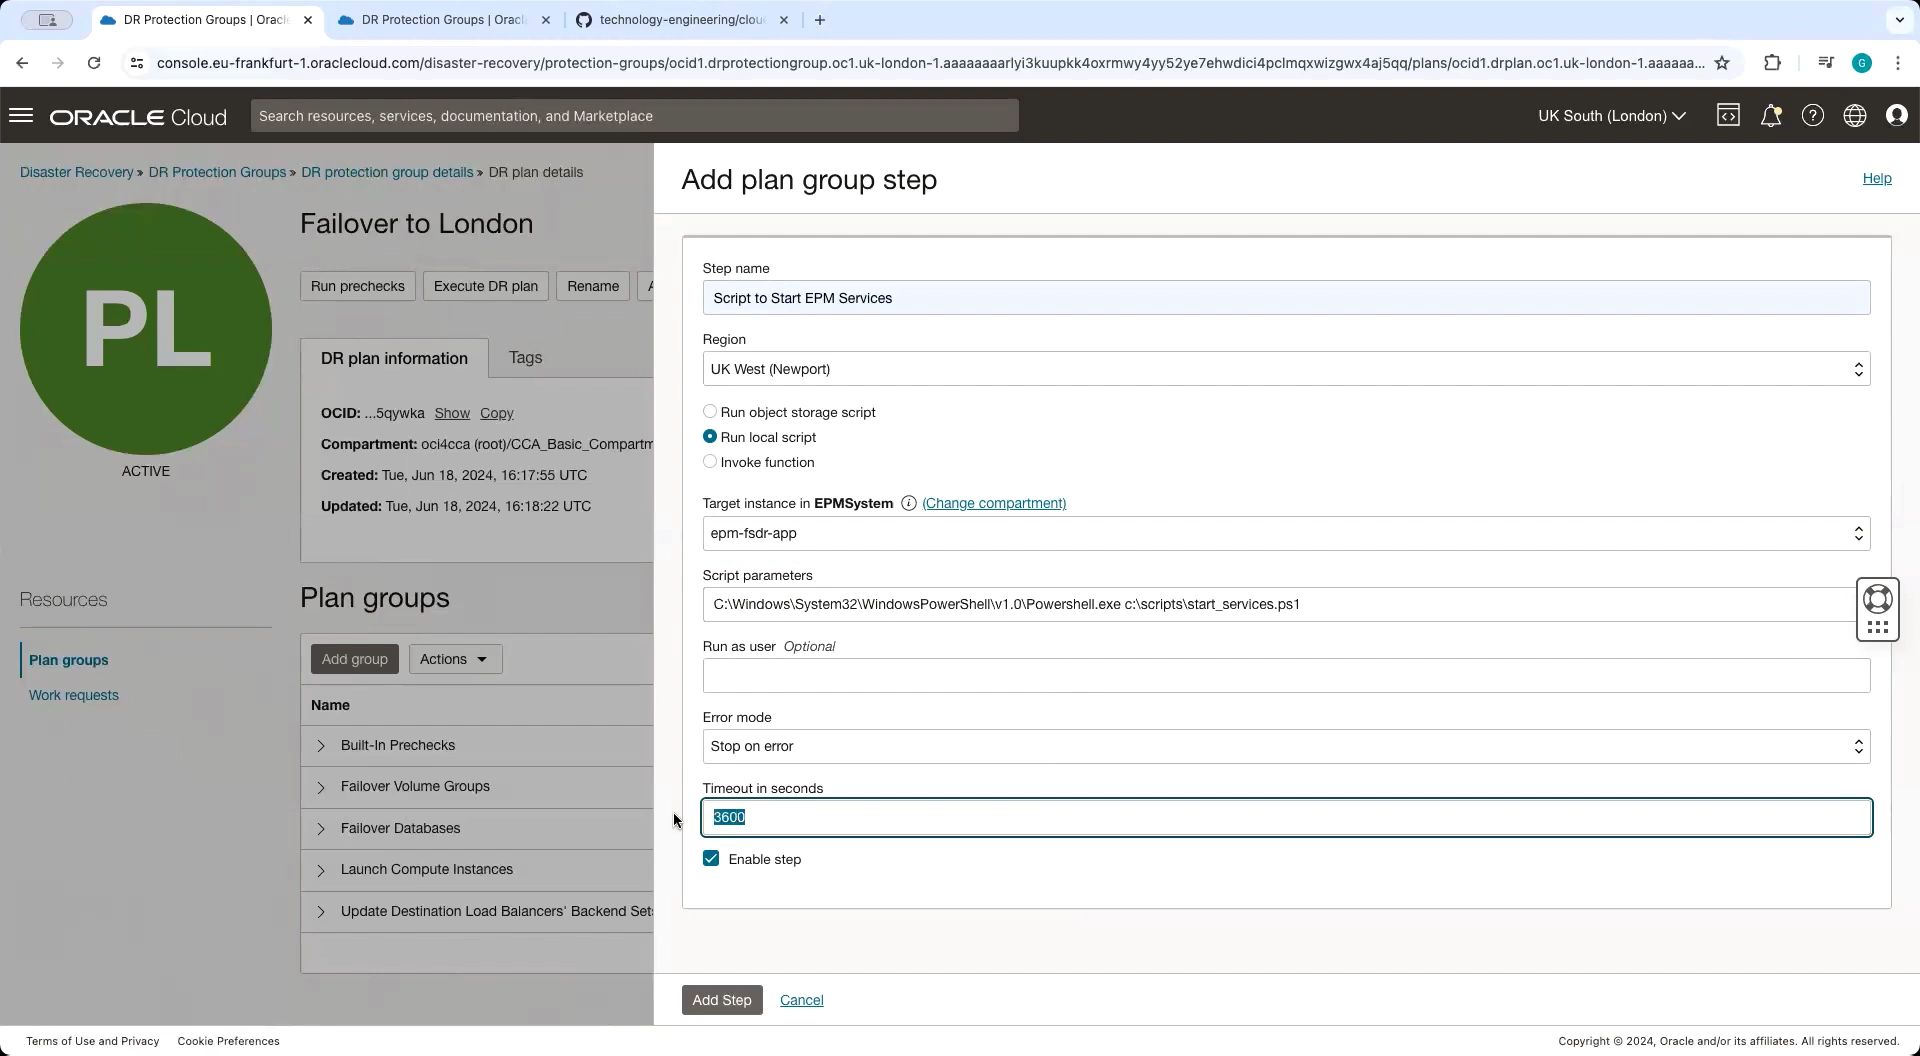 DR Protection Groups | Oracle
DR Protection Groups | Oracl
technology-engineering/clou
console.eu-frankfurt-1.oraclecloud.com/disaster-recovery/protection-groups/ocid1.drprotectiongroup.oc1.uk-london-1.aaaaaaaarlyi3kuupkk4oxrmwy4yy52ye7ehwdici4pclmqxwizgwx4aj5qq/plans/ocid1.drplan.oc1.uk-london-1.aaaaaa...
G
ORACLE Cloud
Search resources, services, documentation, and Marketplace
UK South (London)
Disaster Recovery » DR Protection Groups » DR protection group details » DR plan details
PL
ACTIVE
Failover to London
Run prechecks
Execute DR plan
Rename
DR plan information
Tags
OCID: ...5qywka Show Copy
Compartment: oci4cca (root)/CCA_Basic_Compartm
Created: Tue, Jun 18, 2024, 16:17:55 UTC
Updated: Tue, Jun 18, 2024, 16:18:22 UTC
Resources
Plan groups
Work requests
Plan groups
Add group
Actions
Name
Built-In Prechecks
Failover Volume Groups
Failover Databases
Launch Compute Instances
Update Destination Load Balancers' Backend Sets
Add plan group step
Help
Step name
Script to Start EPM Services
Region
UK West (Newport)
Run object storage script
Run local script
Invoke function
Target instance in EPMSystem (Change compartment)
epm-fsdr-app
Script parameters
C:\Windows\System32\WindowsPowerShell\v1.0\Powershell.exe c:\scripts\start_services.ps1
Run as user Optional
Error mode
Stop on error
Timeout in seconds
3600
Enable step
Add Step
Cancel
Terms of Use and Privacy
Cookie Preferences
Copyright © 2024, Oracle and/or its affiliates. All rights reserved.